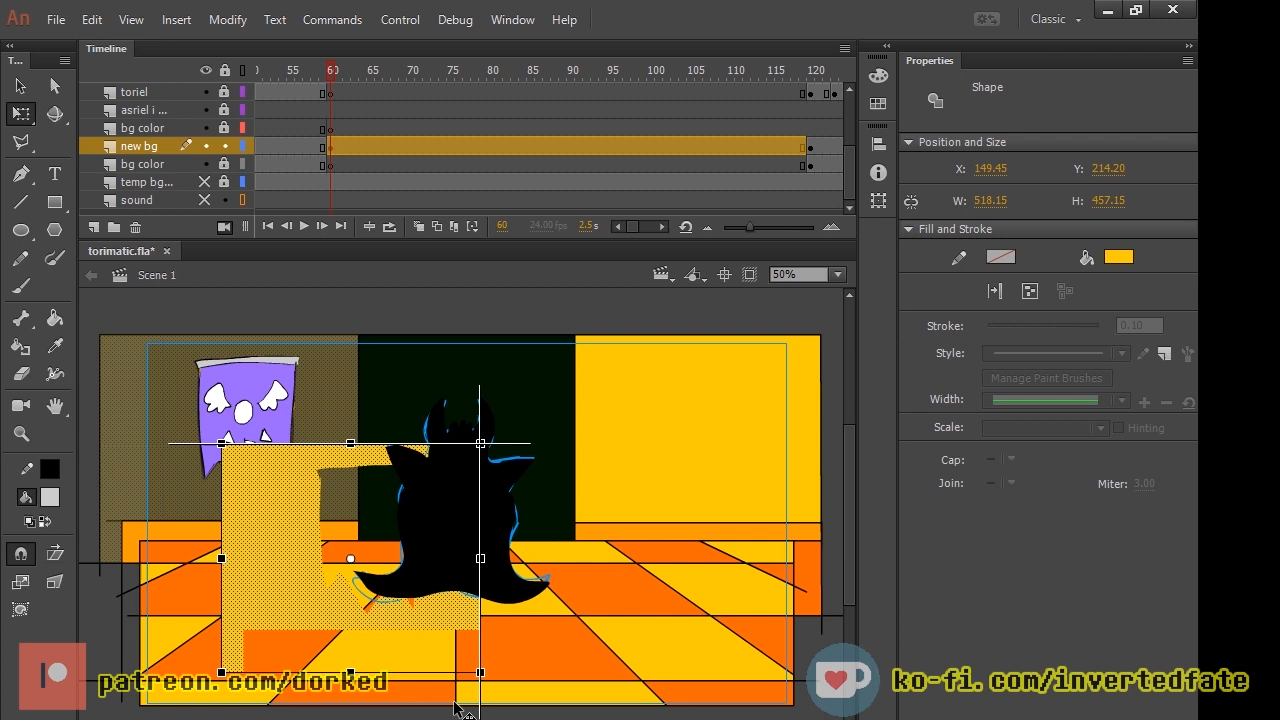 An File Edit View Insert Modify Text Commands Control Debug Window Help Classic
T... Timeline Properties
55 60 65 70 75 80 85 90 95 100 105 110 115 120
Shape
toriel
asriel i ...
bg color
new bg
bg color
temp bg...
sound
Position and Size
X: 149.45 Y: 214.20
W: 518.15 H: 457.15
60 24.00 fps 2.5 s
Fill and Stroke
torimatic.fla*
Scene 1 50%
Stroke: 0.10
Style:
Manage Paint Brushes
Width:
Scale: Hinting
Cap:
Join: Miter: 3.00
patreon.com/dorked
ko-fi.com/invertedfate